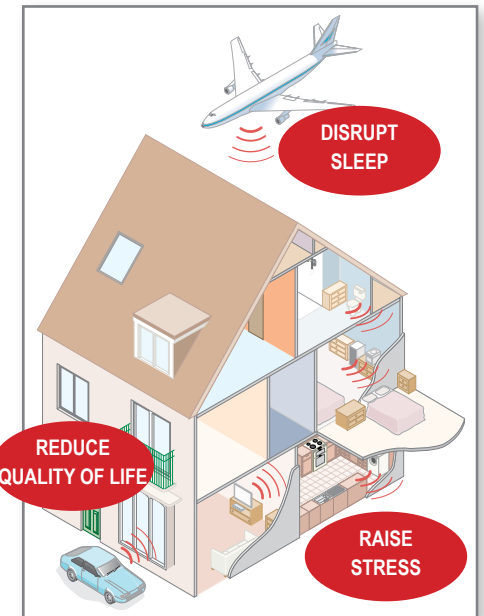 DISRUPT
SLEEP
REDUCE
QUALITY OF LIFE
RAISE
STRESS